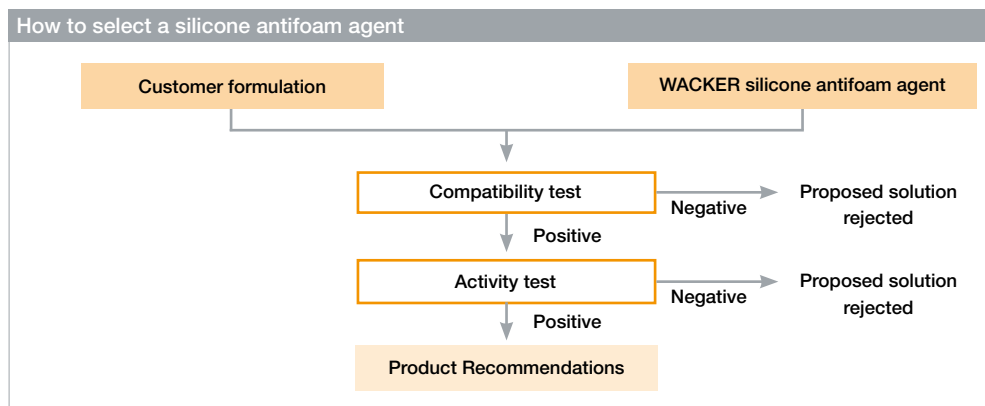 How to select a silicone antifoam agent
Customer formulation
WACKER silicone antifoam agent
Compatibility test
Negative
Proposed solution
rejected
Positive
Activity test
Negative
Proposed solution
rejected
Positive
Product Recommendations